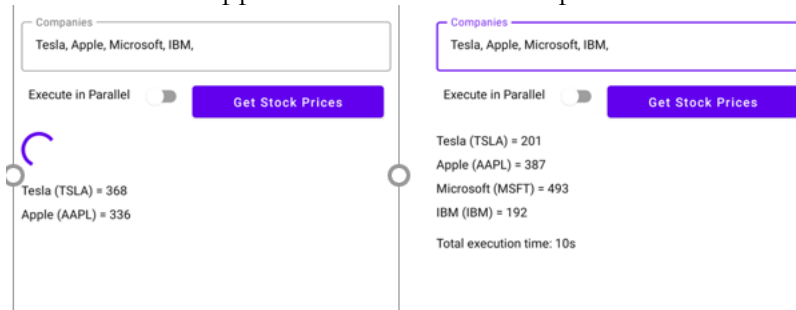 Companies
Tesla, Apple, Microsoft, IBM,
Execute in Parallel
Get Stock Prices
Tesla (TSLA) = 368
Apple (AAPL) = 336
Companies
Tesla, Apple, Microsoft, IBM,
Execute in Parallel
Get Stock Prices
Tesla (TSLA) = 201
Apple (AAPL) = 387
Microsoft (MSFT) = 493
IBM (IBM) = 192
Total execution time: 10s